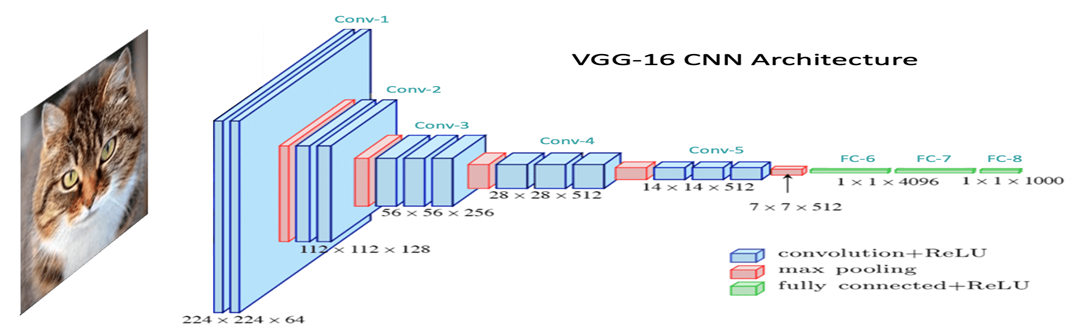 Conv-1
VGG-16 CNN Architecture
Conv-2
Conv-3
Conv-4
Conv-5
FC-6
FC-7
FC-8
1 × 1 × 4096
1 × 1 × 1000
14 × 14 × 512
28 × 28 × 512
7 × 7 × 512
56 × 56 × 256
112 × 112 × 128
224 × 224 × 64
convolution+ReLU
max pooling
fully connected+ReLU